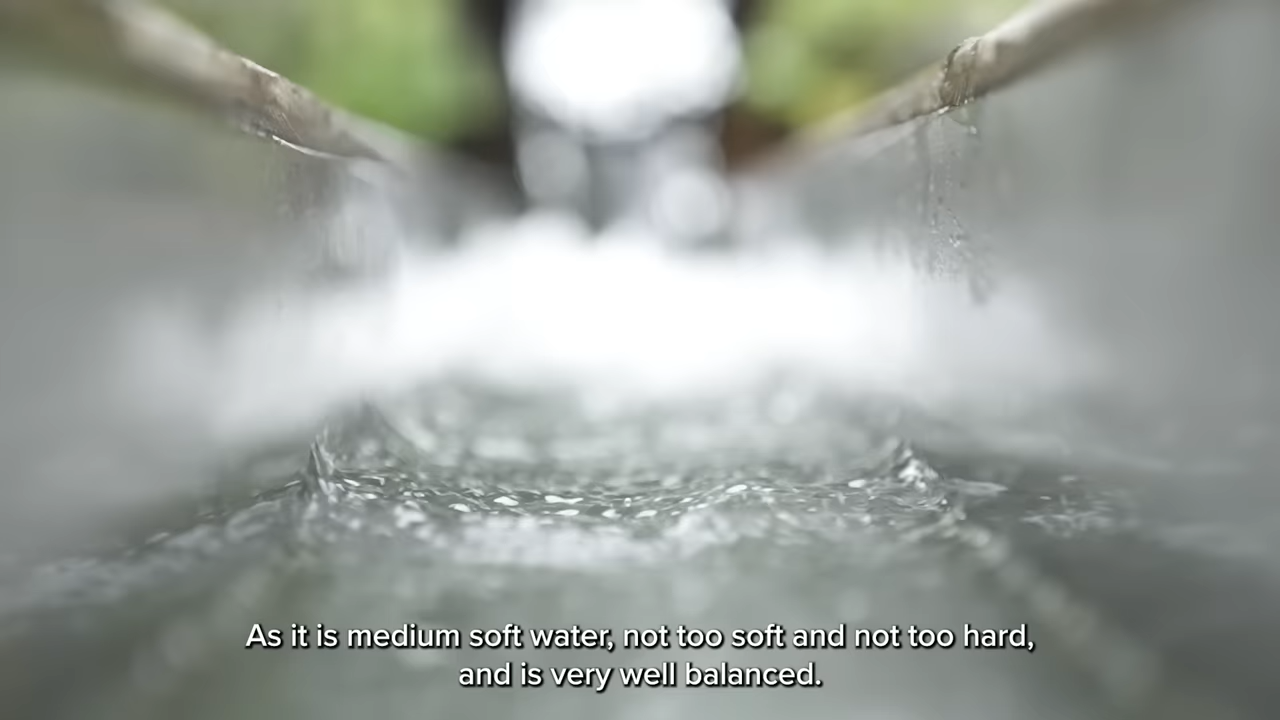 As it is medium soft water, not too soft and not too hard,
and is very well balanced.